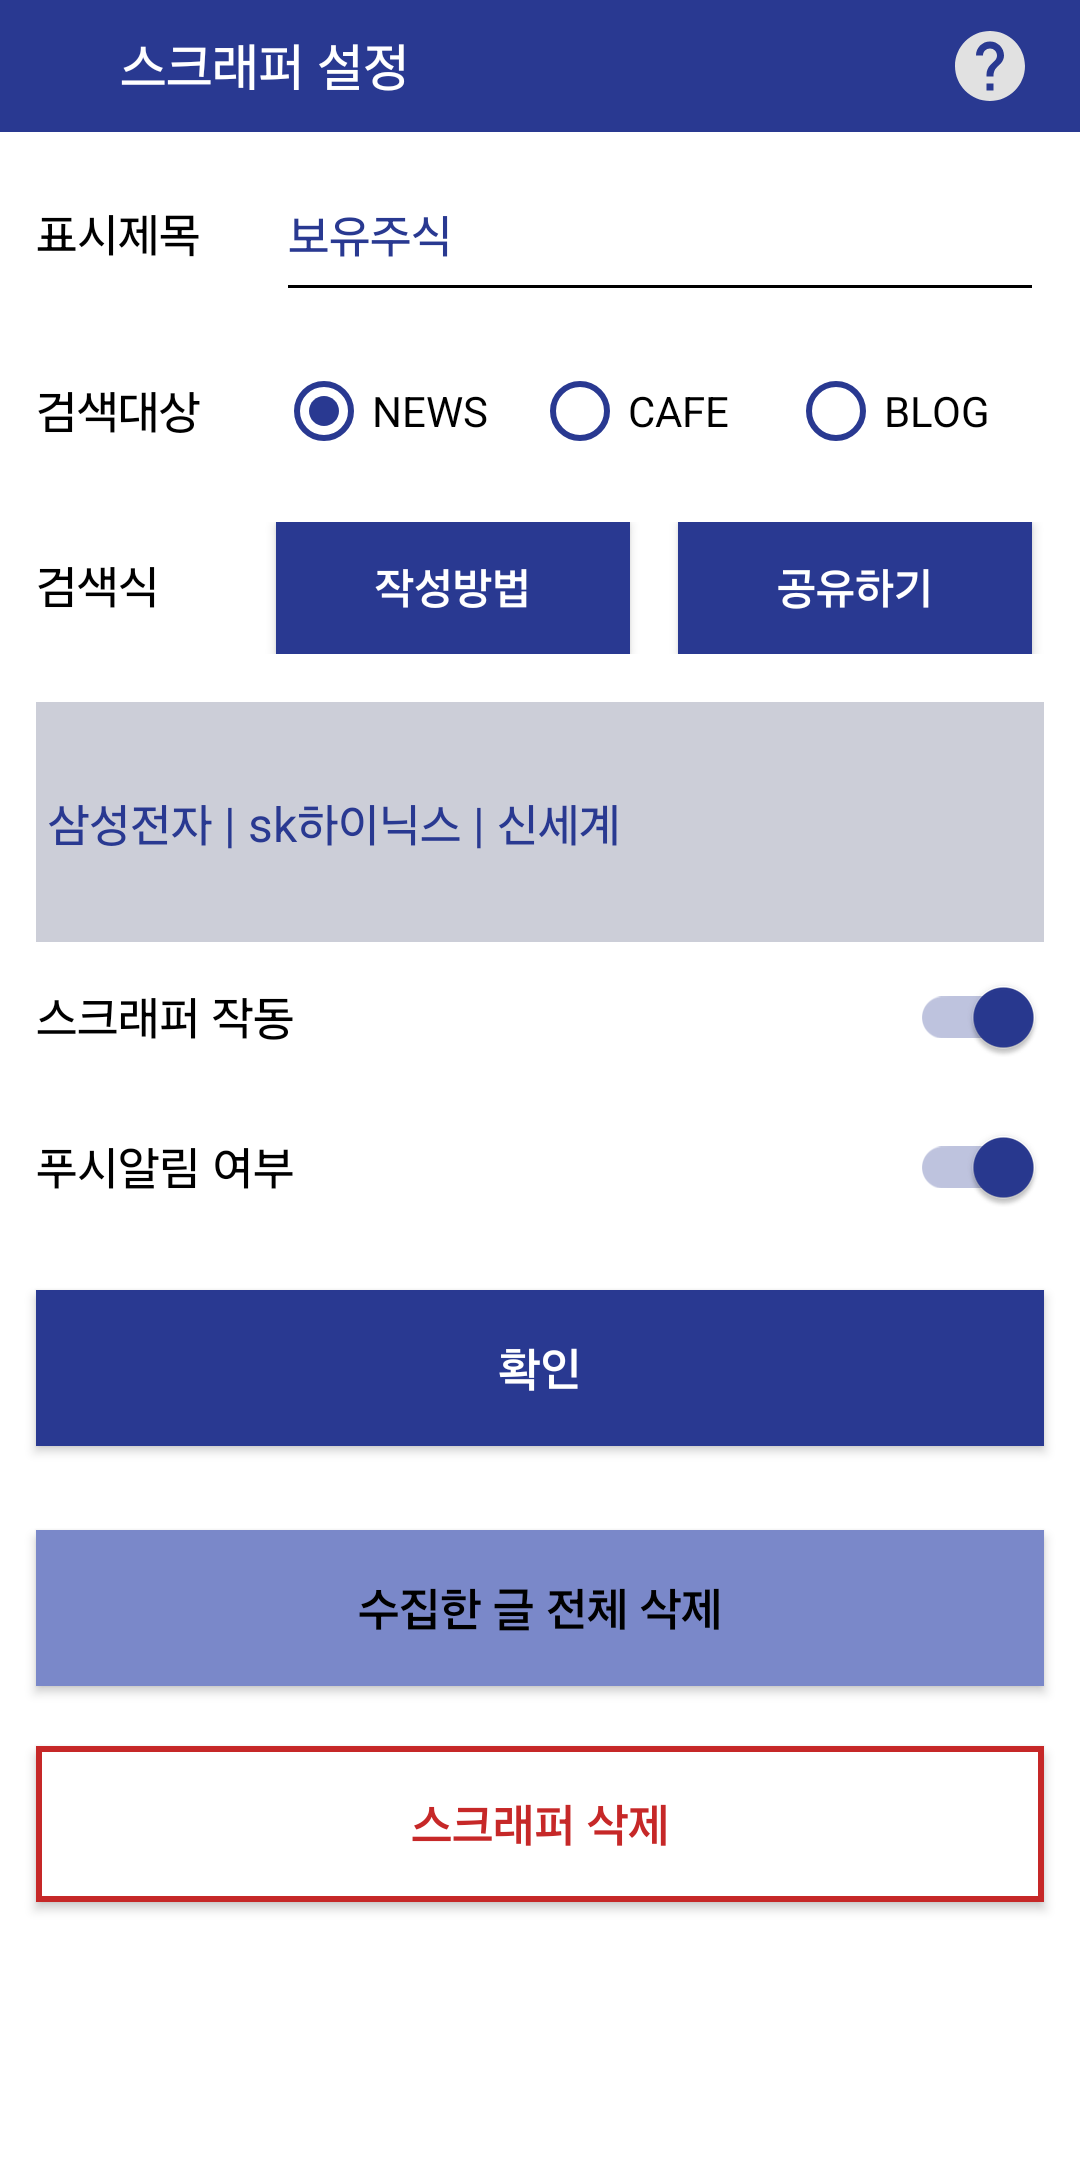 스크래퍼 설정
표시제목 보유주식
검색대상 NEWS CAFE BLOG
검색식 작성방법 공유하기
삼성전자 | sk하이닉스 | 신세계
스크래퍼 작동
푸시알림 여부
확인
수집한 글 전체 삭제
스크래퍼 삭제